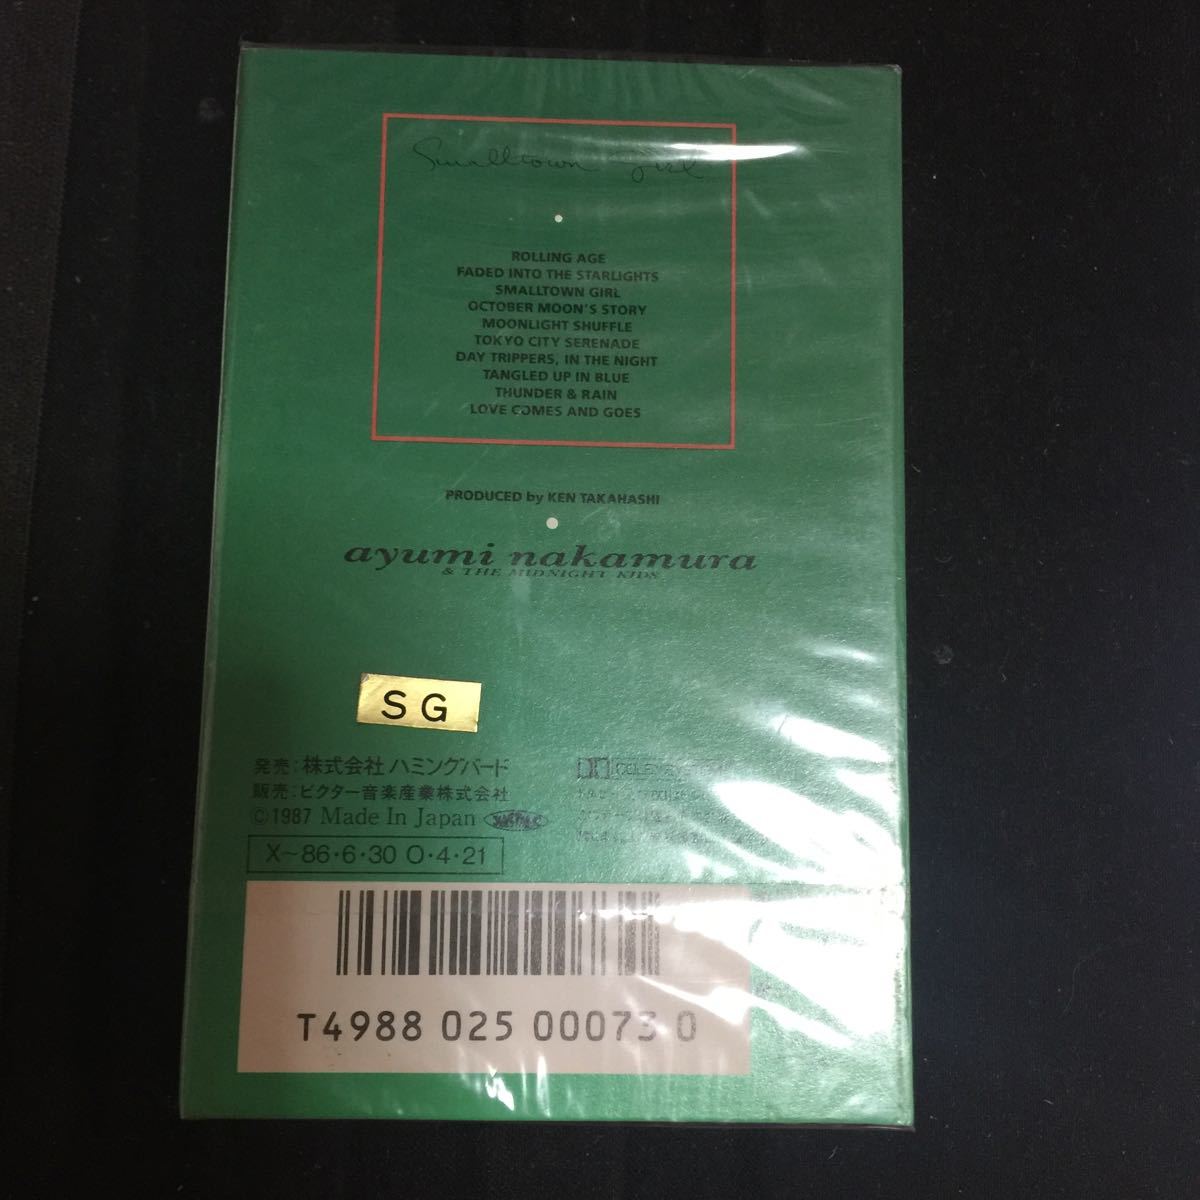 Smalltown Girl
ROLLING AGE
FADED INTO THE STARLIGHTS
SMALLTOWN GIRL
OCTOBER MOON'S STORY
MOONLIGHT SHUFFLE
TOKYO CITY SERENADE
DAY TRIPPERS, IN THE NIGHT
TANGLED UP IN BLUE
THUNDER & RAIN
LOVE COMES AND GOES
PRODUCED by KEN TAKAHASHI
ayumi nakamura
& THE MIDNIGHT KIDS
SG
発売:株式会社ハミングバード
販売:ビクター音楽産業株式会社
©1987 Made In Japan
X〜86・6・30 O・4・21
T4988 025 00073 0